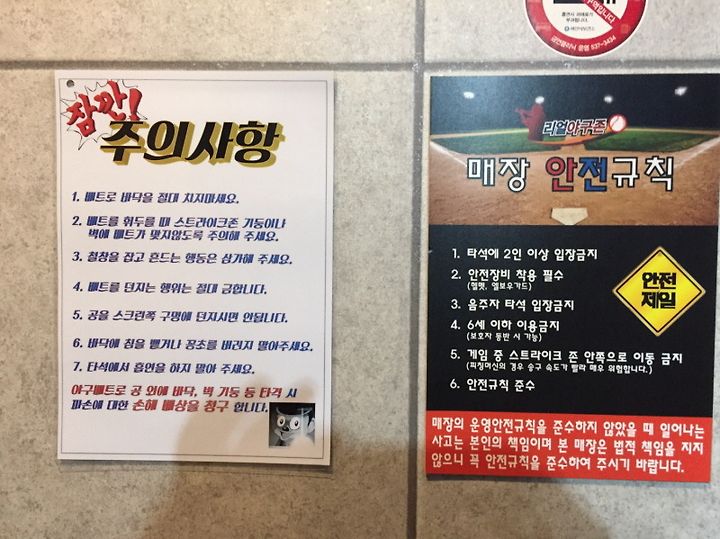 잠깐!
주의사항
1. 빠트로 바닥을 절대 치지마세요.
2. 빠트를 휘두를 때 스트라이크존 기둥이나
벽에 빠트가 맞지않도록 주의해 주세요.
3. 철창을 잡고 흔드는 행동은 삼가해 주세요.
4. 빠트를 던지는 행위는 절대 금합니다.
5. 공을 스크린쪽 구멍에 던지시면 안됩니다.
6. 바닥에 침을 뱉거나 꽁초를 버리지 말아주세요.
7. 타석에서 흡연을 하지 말아 주세요.
야구빠트로 공 외에 바닥, 벽 기둥 등 타격 시
파손에 대한 손해 배상을 청구 합니다.
금연클리닉 운영 837-3434
리얼야구존
매장 안전규칙
1. 타석에 2인 이상 입장금지
2. 안전장비 착용 필수
(헬멧, 엘보우가드)
3. 음주자 타석 입장금지
4. 6세 이하 이용금지
(보호자 동반 시 가능)
5. 게임 중 스트라이크 존 안쪽으로 이동 금지
(피칭머신의 경우 송구 속도가 빨라 매우 위험합니다.)
6. 안전규칙 준수
안전
제일
매장의 운영안전규칙을 준수하지 않았을 때 일어나는
사고는 본인의 책임이며 본 매장은 법적 책임을 지지
않으니 꼭 안전규칙을 준수하여 주시기 바랍니다.